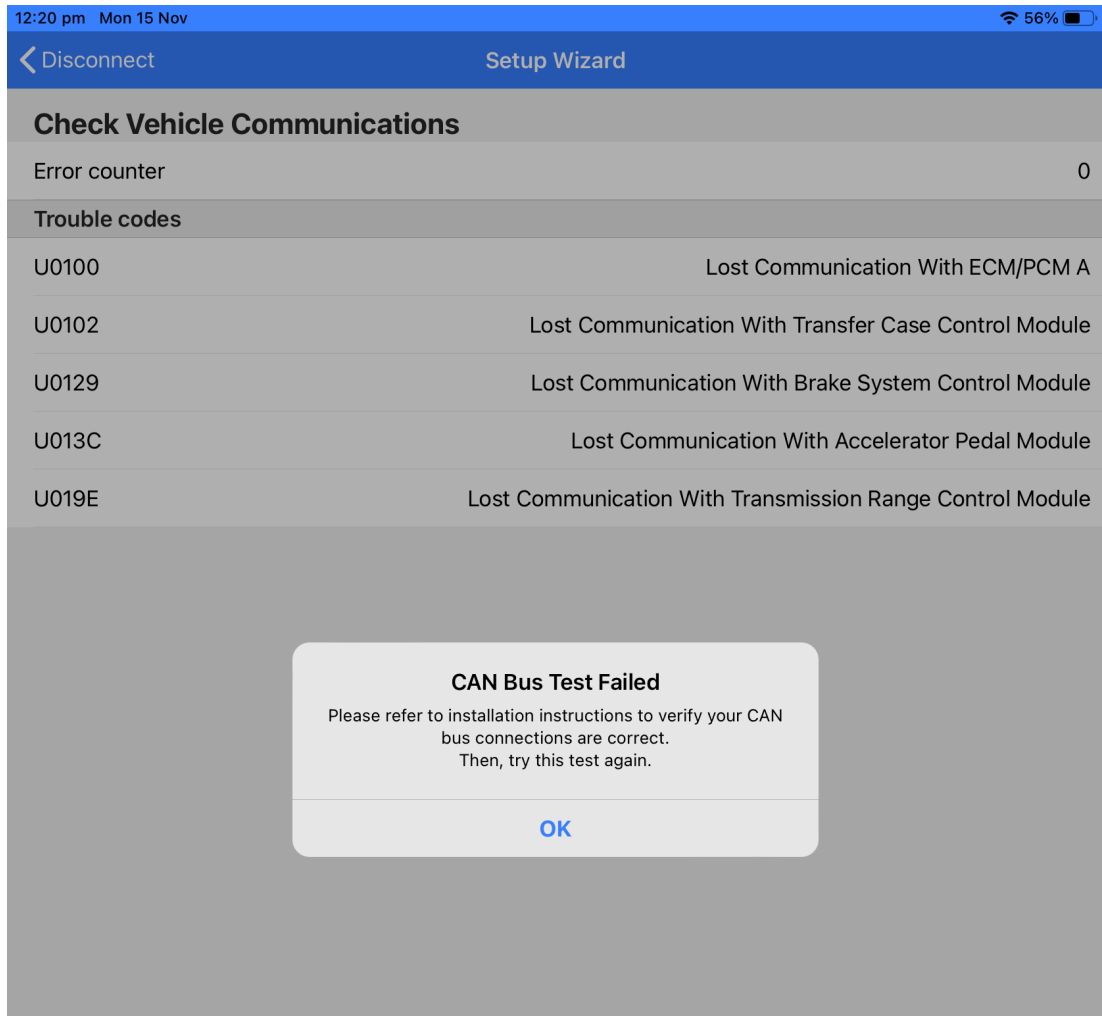 12:20 pm Mon 15 Nov 56%
Disconnect Setup Wizard
Check Vehicle Communications
Error counter 0
Trouble codes
U0100 Lost Communication With ECM/PCM A
U0102 Lost Communication With Transfer Case Control Module
U0129 Lost Communication With Brake System Control Module
U013C Lost Communication With Accelerator Pedal Module
U019E Lost Communication With Transmission Range Control Module
CAN Bus Test Failed
Please refer to installation instructions to verify your CAN
bus connections are correct.
Then, try this test again.
OK